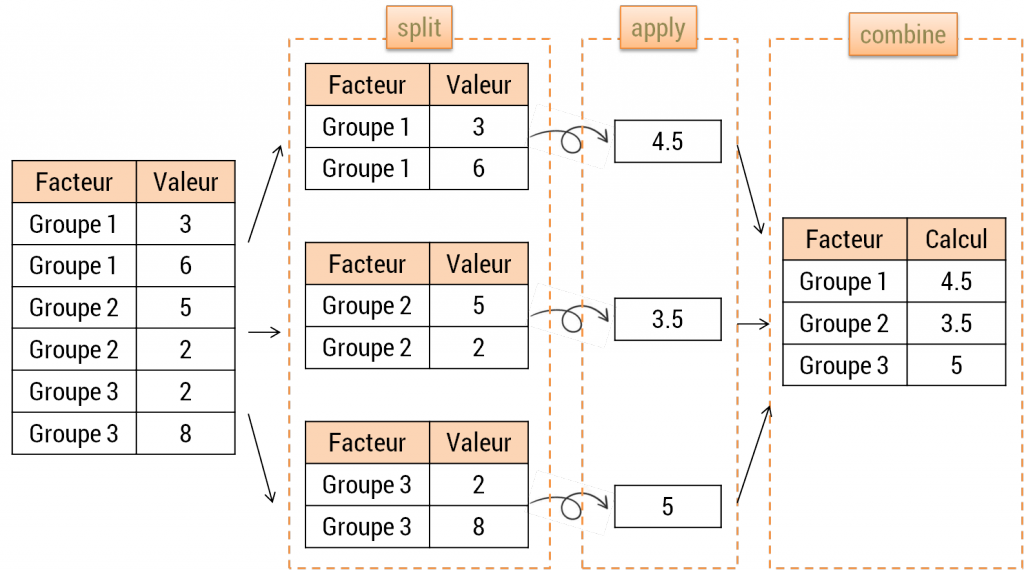 split
apply
combine
Facteur Valeur
Groupe 1 3
Groupe 1 6
Groupe 2 5
Groupe 2 2
Groupe 3 2
Groupe 3 8
Facteur Valeur
Groupe 1 3
Groupe 1 6
Facteur Valeur
Groupe 2 5
Groupe 2 2
Facteur Valeur
Groupe 3 2
Groupe 3 8
4.5
3.5
5
Facteur Calcul
Groupe 1 4.5
Groupe 2 3.5
Groupe 3 5